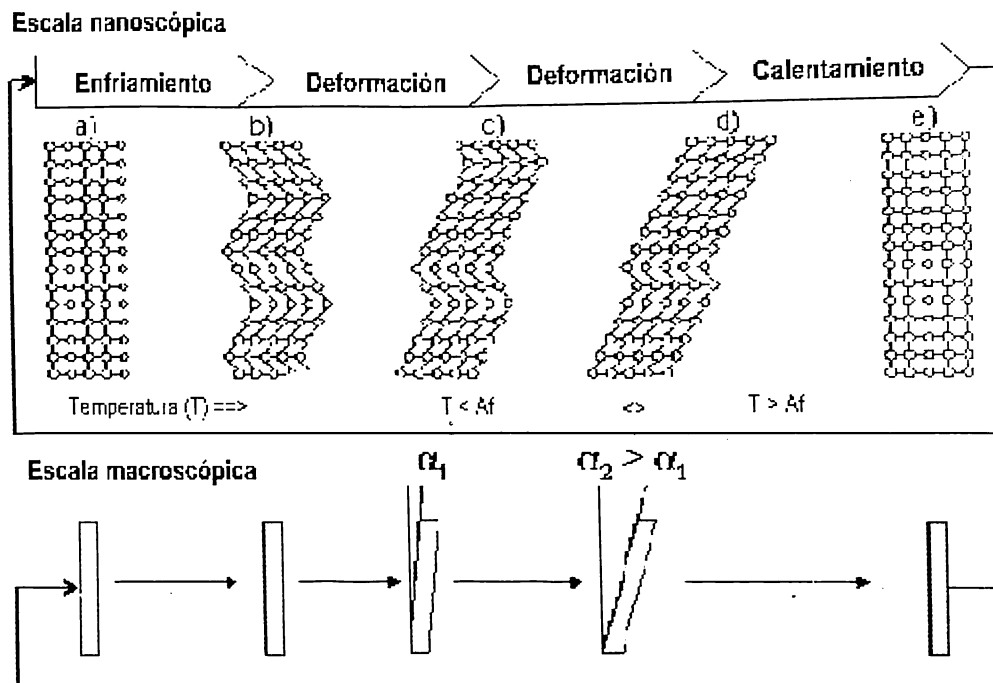 Escala nanoscópica
Enfriamiento Deformación Deformación Calentamiento
a) b) c) d) e)
Temperatura (T) ==> T < Af <> T > Af
Escala macroscópica
α₁ α₂ > α₁